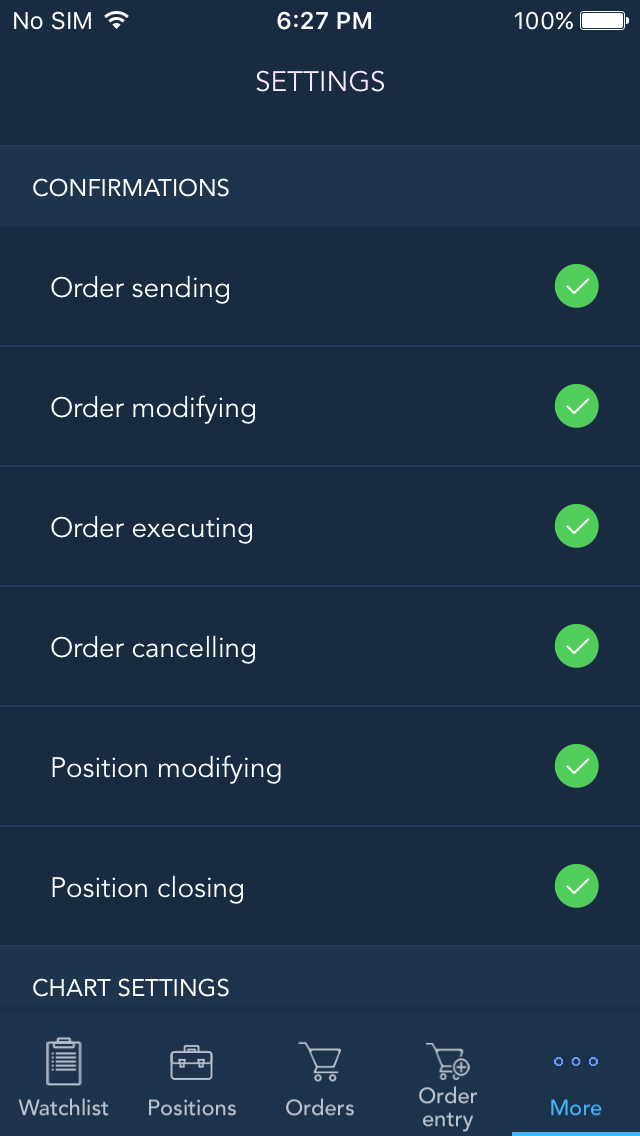 No SIM 6:27 PM 100%
SETTINGS
CONFIRMATIONS
Order sending
Order modifying
Order executing
Order cancelling
Position modifying
Position closing
CHART SETTINGS
Watchlist Positions Orders Order entry More